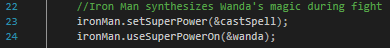 22 //Iron Man synthesizes Wanda's magic during fight
23 ironMan.setSuperPower(&castSpell);
24 ironMan.useSuperPowerOn(&wanda);